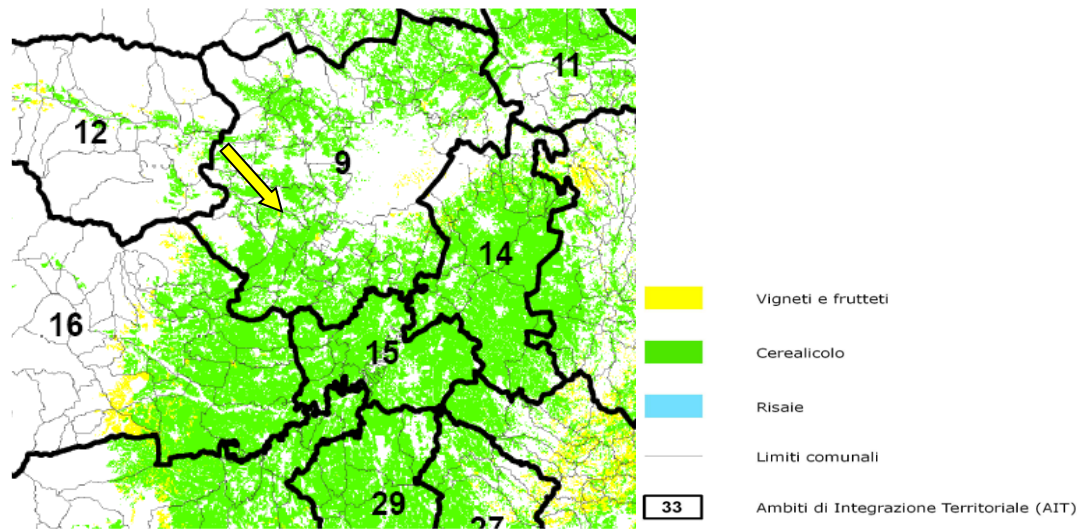 11
12
9
14
16
15
29
27
Vigneti e frutteti
Cerealicolo
Risaie
Limiti comunali
33 Ambiti di Integrazione Territoriale (AIT)